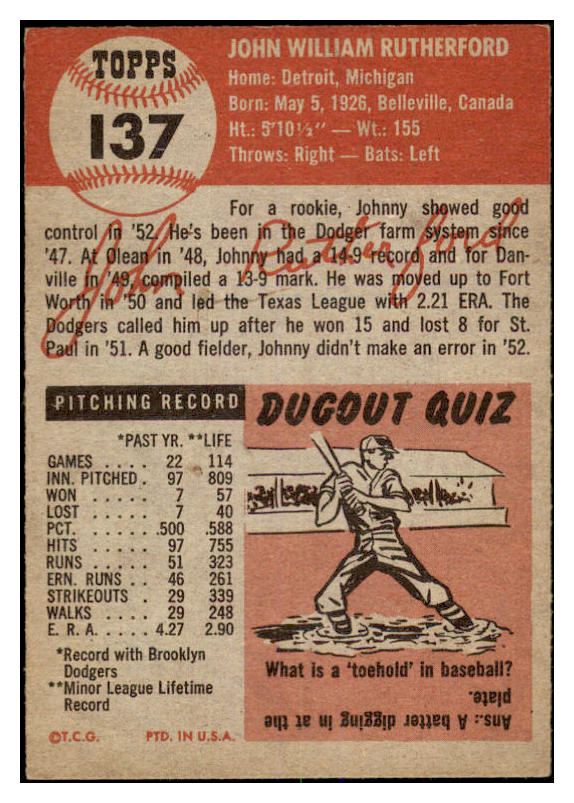 TOPPS
137
JOHN WILLIAM RUTHERFORD
Home: Detroit, Michigan
Born: May 5, 1926, Belleville, Canada
Ht.: 5'10½" — Wt.: 155
Throws: Right — Bats: Left
For a rookie, Johnny showed good
control in '52. He's been in the Dodger farm system since
'47. At Olean in '48, Johnny had a 14-9 record and for Dan-
ville in '49, compiled a 13-9 mark. He was moved up to Fort
Worth in '50 and led the Texas League with 2.21 ERA. The
Dodgers called him up after he won 15 and lost 8 for St.
Paul in '51. A good fielder, Johnny didn't make an error in '52.
John Rutherford
PITCHING RECORD
*PAST YR. **LIFE
GAMES . . . . 22 114
INN. PITCHED . 97 809
WON . . . . . 7 57
LOST . . . . . 7 40
PCT. . . . . . .500 .588
HITS . . . . . 97 755
RUNS . . . . . 51 323
ERN. RUNS . . 46 261
STRIKEOUTS . 29 339
WALKS . . . . 29 248
E. R. A. . . . . 4.27 2.90
*Record with Brooklyn
Dodgers
**Minor League Lifetime
Record
©T.C.G. PTD. IN U.S.A.
DUGOUT QUIZ
What is a 'toehold' in baseball?
Ans.: A batter digging in at the
plate.